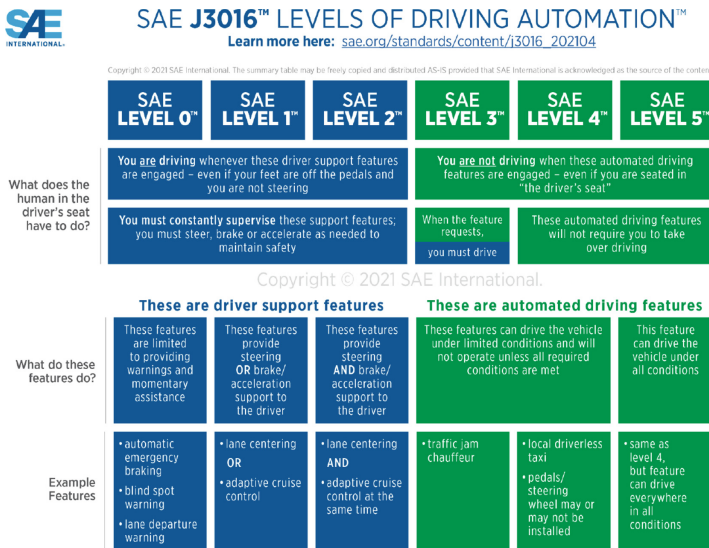 SAE
INTERNATIONAL®
SAE J3016™ LEVELS OF DRIVING AUTOMATION™
Learn more here: sae.org/standards/content/j3016_202104
Copyright © 2021 SAE International. The summary table may be freely copied and distributed AS-IS provided that SAE International is acknowledged as the source of the conten
SAE
LEVEL 0™
SAE
LEVEL 1™
SAE
LEVEL 2™
SAE
LEVEL 3™
SAE
LEVEL 4™
SAE
LEVEL 5™
What does the
human in the
driver's seat
have to do?
You are driving whenever these driver support features
are engaged – even if your feet are off the pedals and
you are not steering
You are not driving when these automated driving
features are engaged – even if you are seated in
"the driver's seat"
You must constantly supervise these support features;
you must steer, brake or accelerate as needed to
maintain safety
When the feature
requests,
you must drive
These automated driving features
will not require you to take
over driving
Copyright © 2021 SAE International.
These are driver support features
These are automated driving features
What do these
features do?
These features
are limited
to providing
warnings and
momentary
assistance
These features
provide
steering
OR brake/
acceleration
support to
the driver
These features
provide
steering
AND brake/
acceleration
support to
the driver
These features can drive the vehicle
under limited conditions and will
not operate unless all required
conditions are met
This feature
can drive the
vehicle under
all conditions
Example
Features
• automatic
emergency
braking
• blind spot
warning
• lane departure
warning
• lane centering
OR
• adaptive cruise
control
• lane centering
AND
• adaptive cruise
control at the
same time
• traffic jam
chauffeur
• local driverless
taxi
• pedals/
steering
wheel may or
may not be
installed
• same as
level 4,
but feature
can drive
everywhere
in all
conditions